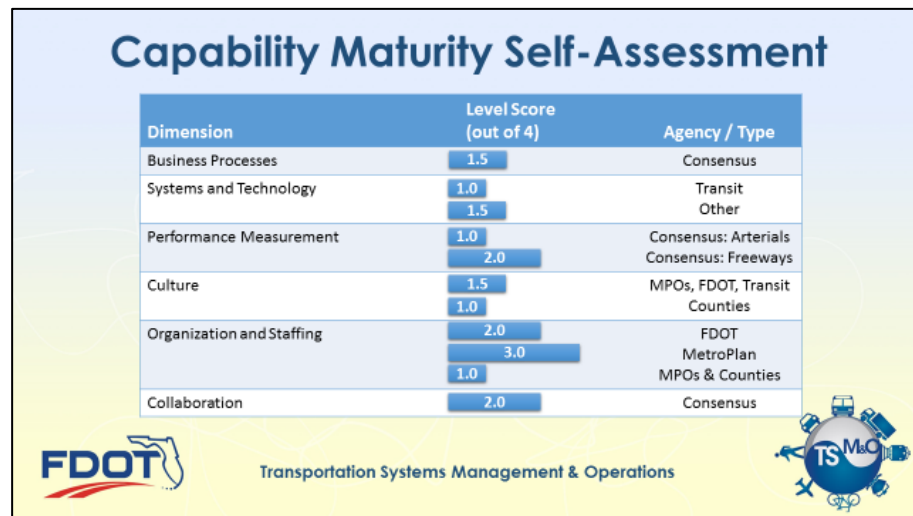 Capability Maturity Self-Assessment
Dimension
Level Score
(out of 4)
Agency / Type
Business Processes 1.5 Consensus
Systems and Technology 1.0 Transit
1.5 Other
Performance Measurement 1.0 Consensus: Arterials
2.0 Consensus: Freeways
Culture 1.5 MPOs, FDOT, Transit
1.0 Counties
Organization and Staffing 2.0 FDOT
3.0 MetroPlan
1.0 MPOs & Counties
Collaboration 2.0 Consensus
FDOT
Transportation Systems Management & Operations
TSM&O